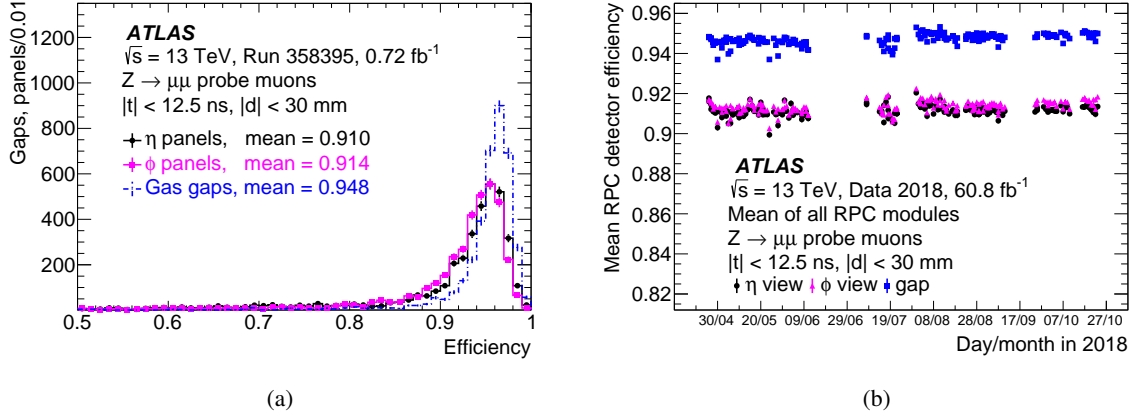 Gaps, panels/0.01
1200
1000
800
600
400
200
ATLAS
√s = 13 TeV, Run 358395, 0.72 fb⁻¹
Z → μμ probe muons
|t| < 12.5 ns, |d| < 30 mm
η panels, mean = 0.910
ϕ panels, mean = 0.914
Gas gaps, mean = 0.948
0.5 0.6 0.7 0.8 0.9 1
Efficiency
(a)
Mean RPC detector efficiency
0.96
0.94
0.92
0.9
0.88
0.86
0.84
0.82
ATLAS
√s = 13 TeV, Data 2018, 60.8 fb⁻¹
Mean of all RPC modules
Z → μμ probe muons
|t| < 12.5 ns, |d| < 30 mm
η view ϕ view gap
30/04 20/05 09/06 29/06 19/07 08/08 28/08 17/09 07/10 27/10
Day/month in 2018
(b)